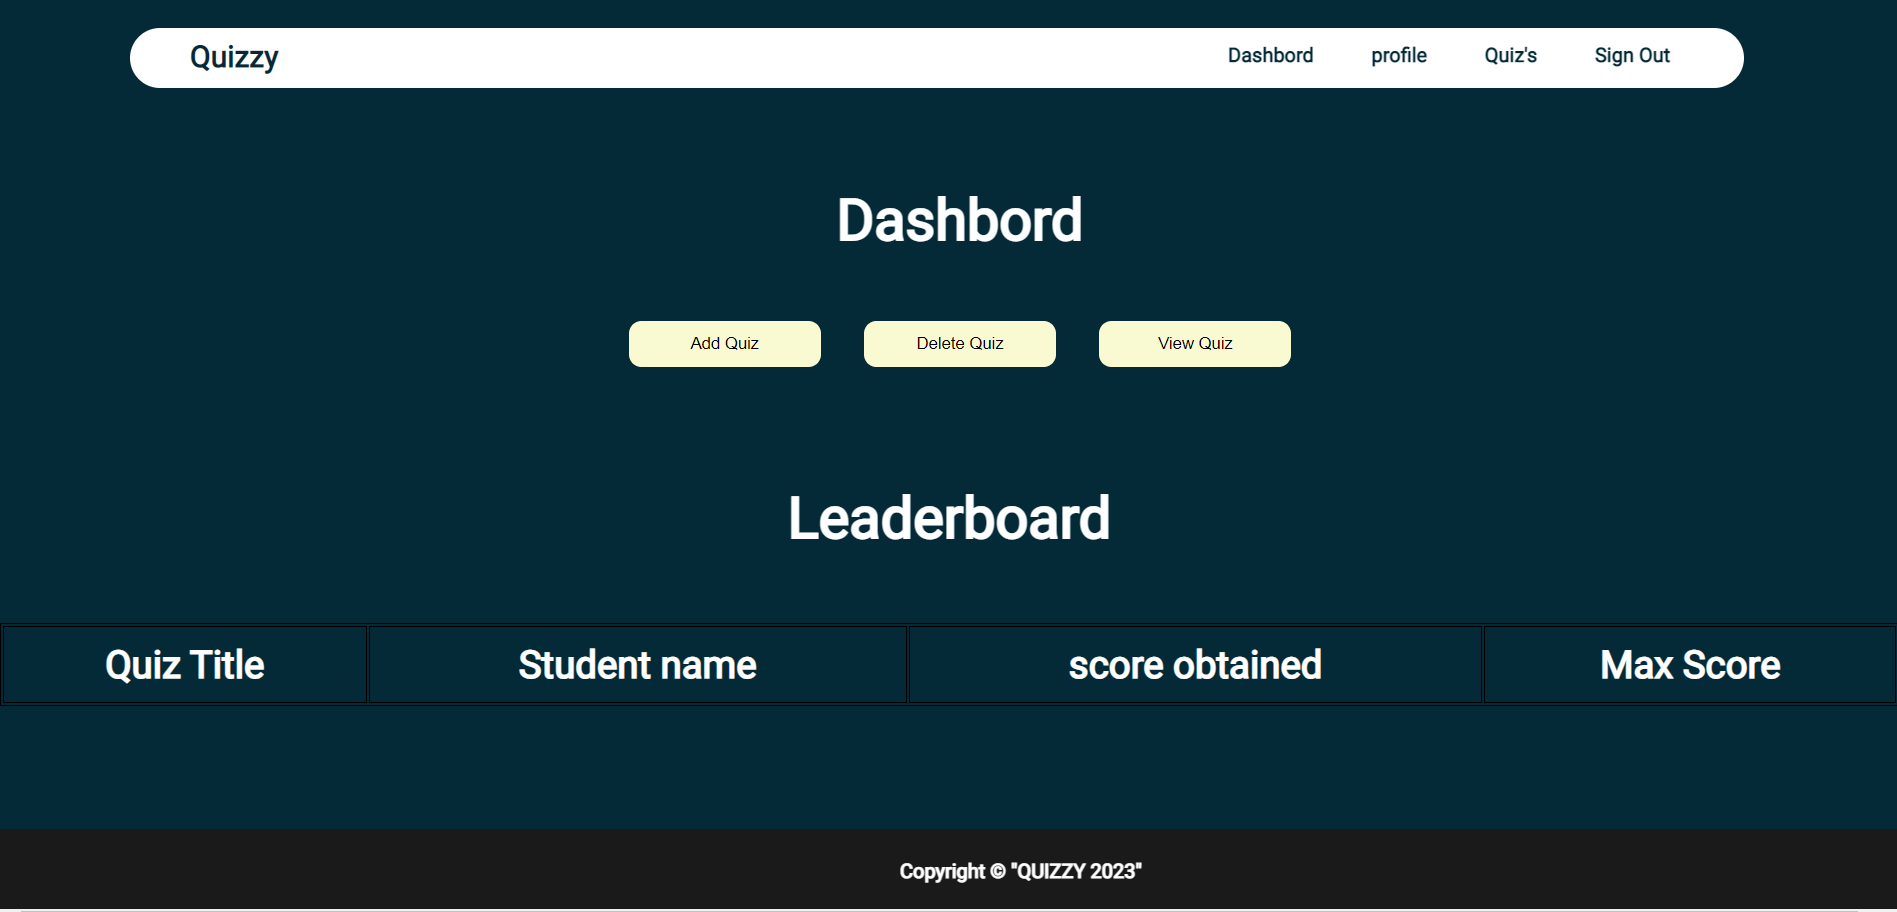 Quizzy Dashbord profile Quiz's Sign Out
Dashbord
Add Quiz Delete Quiz View Quiz
Leaderboard
Quiz Title Student name score obtained Max Score
Copyright © "QUIZZY 2023"